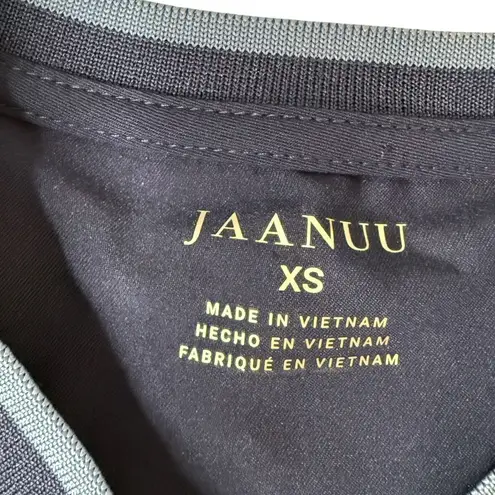 JAANUU
XS
MADE IN VIETNAM
HECHO EN VIETNAM
FABRIQUÉ EN VIETNAM